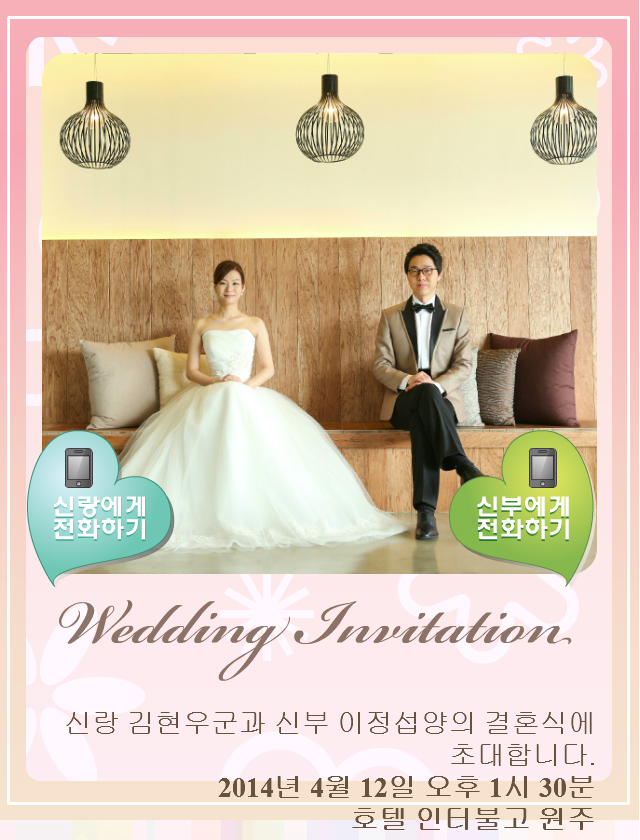 신랑에게
전화하기
신부에게
전화하기
Wedding Invitation
신랑 김현우군과 신부 이정섭양의 결혼식에
초대합니다.
2014년 4월 12일 오후 1시 30분
호텔 인터불고 원주